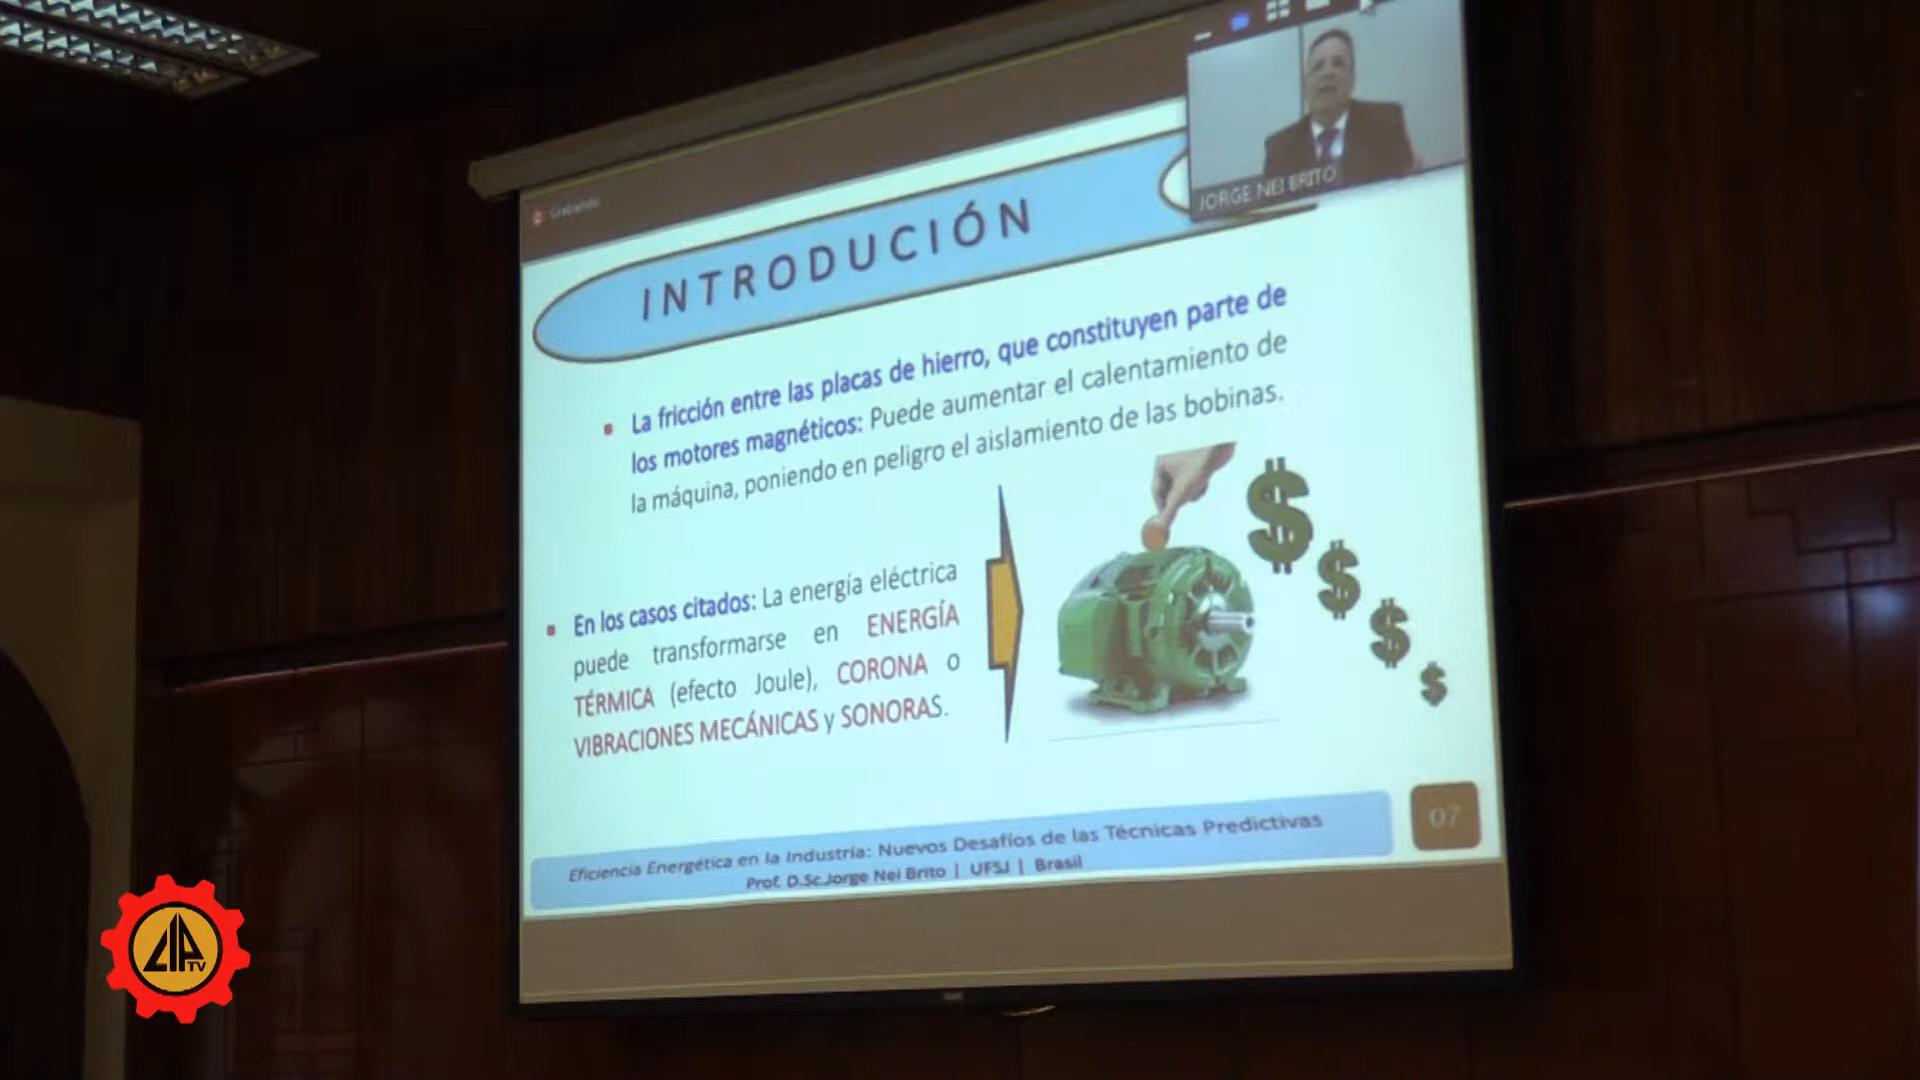 Grabando
JORGE NEI BRITO
INTRODUCIÓN
La fricción entre las placas de hierro, que constituyen parte de
los motores magnéticos: Puede aumentar el calentamiento de
la máquina, poniendo en peligro el aislamiento de las bobinas.
$
$
$
$
En los casos citados: La energía eléctrica
puede transformarse en ENERGÍA
TÉRMICA (efecto Joule), CORONA o
VIBRACIONES MECÁNICAS y SONORAS.
Eficiencia Energética en la Industria: Nuevos Desafíos de las Técnicas Predictivas
Prof. D.Sc.Jorge Nei Brito | UFSJ | Brasil
07
CIP
TV